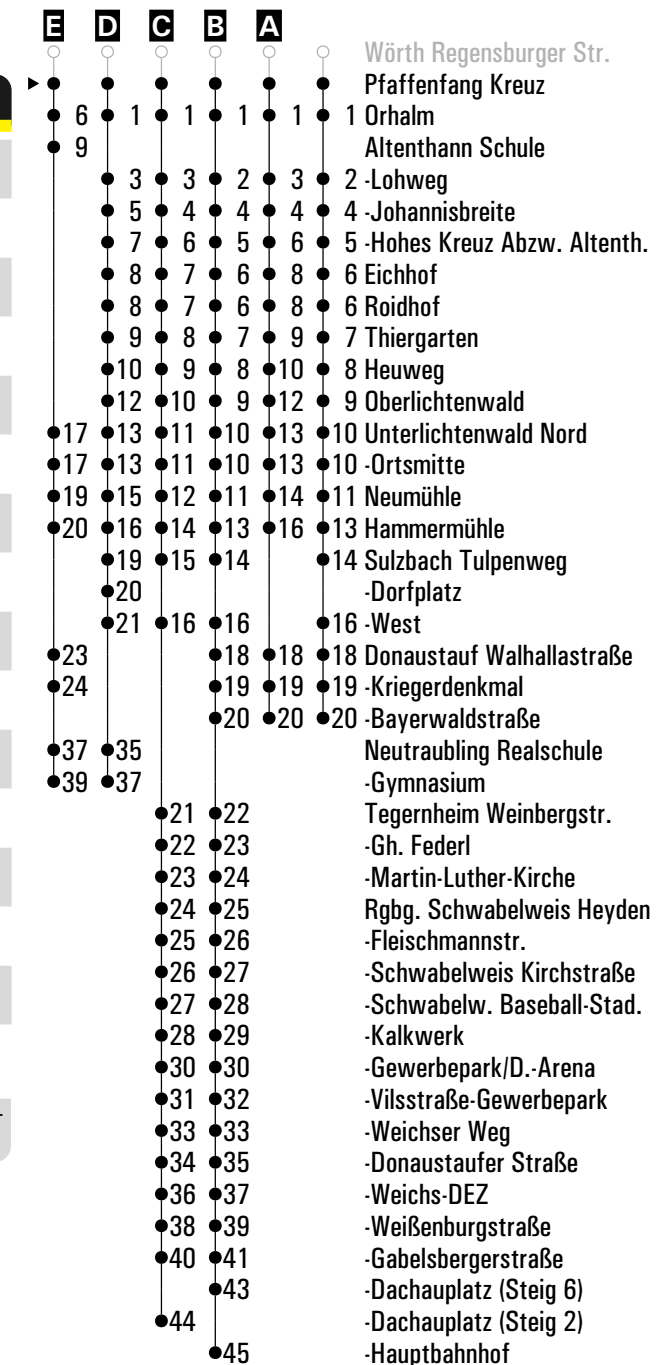 E D C B A
Wörth Regensburger Str.
Pfaffenfang Kreuz
6 1 1 1 1 1 Orhalm
9 Altenthann Schule
3 3 2 3 2 -Lohweg
5 4 4 4 4 -Johannisbreite
7 6 5 6 5 -Hohes Kreuz Abzw. Altenth.
8 7 6 8 6 Eichhof
8 7 6 8 6 Roidhof
9 8 7 9 7 Thiergarten
10 9 8 10 8 Heuweg
12 10 9 12 9 Oberlichtenwald
17 13 11 10 13 10 Unterlichtenwald Nord
17 13 11 10 13 10 -Ortsmitte
19 15 12 11 14 11 Neumühle
20 16 14 13 16 13 Hammermühle
19 15 14 14 Sulzbach Tulpenweg
20 -Dorfplatz
21 16 16 16 -West
23 18 18 18 Donaustauf Walhallastraße
24 19 19 19 -Kriegerdenkmal
20 20 20 -Bayerwaldstraße
37 35 Neutraubling Realschule
39 37 -Gymnasium
21 22 Tegernheim Weinbergstr.
22 23 -Gh. Federl
23 24 -Martin-Luther-Kirche
24 25 Rgbg. Schwabelweis Heyden
25 26 -Fleischmannstr.
26 27 -Schwabelweis Kirchstraße
27 28 -Schwabelw. Baseball-Stad.
28 29 -Kalkwerk
30 30 -Gewerbepark/D.-Arena
31 32 -Vilsstraße-Gewerbepark
33 33 -Weichser Weg
34 35 -Donaustaufer Straße
36 37 -Weichs-DEZ
38 39 -Weißenburgstraße
40 41 -Gabelsbergerstraße
43 -Dachauplatz (Steig 6)
44 -Dachauplatz (Steig 2)
45 -Hauptbahnhof